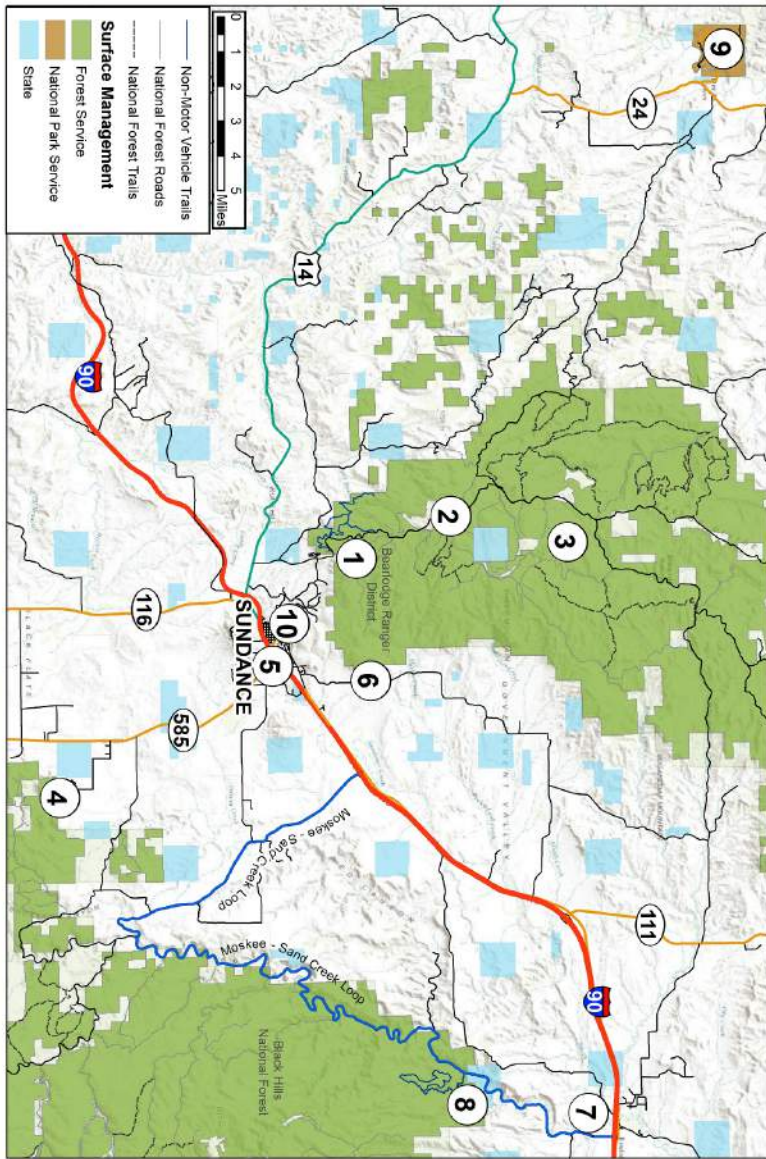 9
24
14
90
2
3
1
Bearlodge Ranger
District
116
10
SUNDANCE
5
6
585
4
Moskee - Sand Creek Loop
Moskee - Sand Creek Loop
111
90
7
8
Black Hills
National Forest
0 1 2 3 4 5
Miles
Non-Motor Vehicle Trails
National Forest Roads
National Forest Trails
Surface Management
Forest Service
National Park Service
State